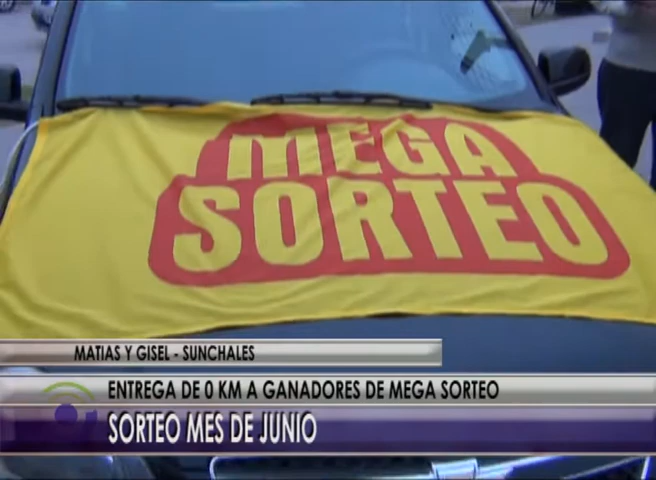 MEGA
SORTEO
MATIAS Y GISEL - SUNCHALES
ENTREGA DE 0 KM A GANADORES DE MEGA SORTEO
SORTEO MES DE JUNIO